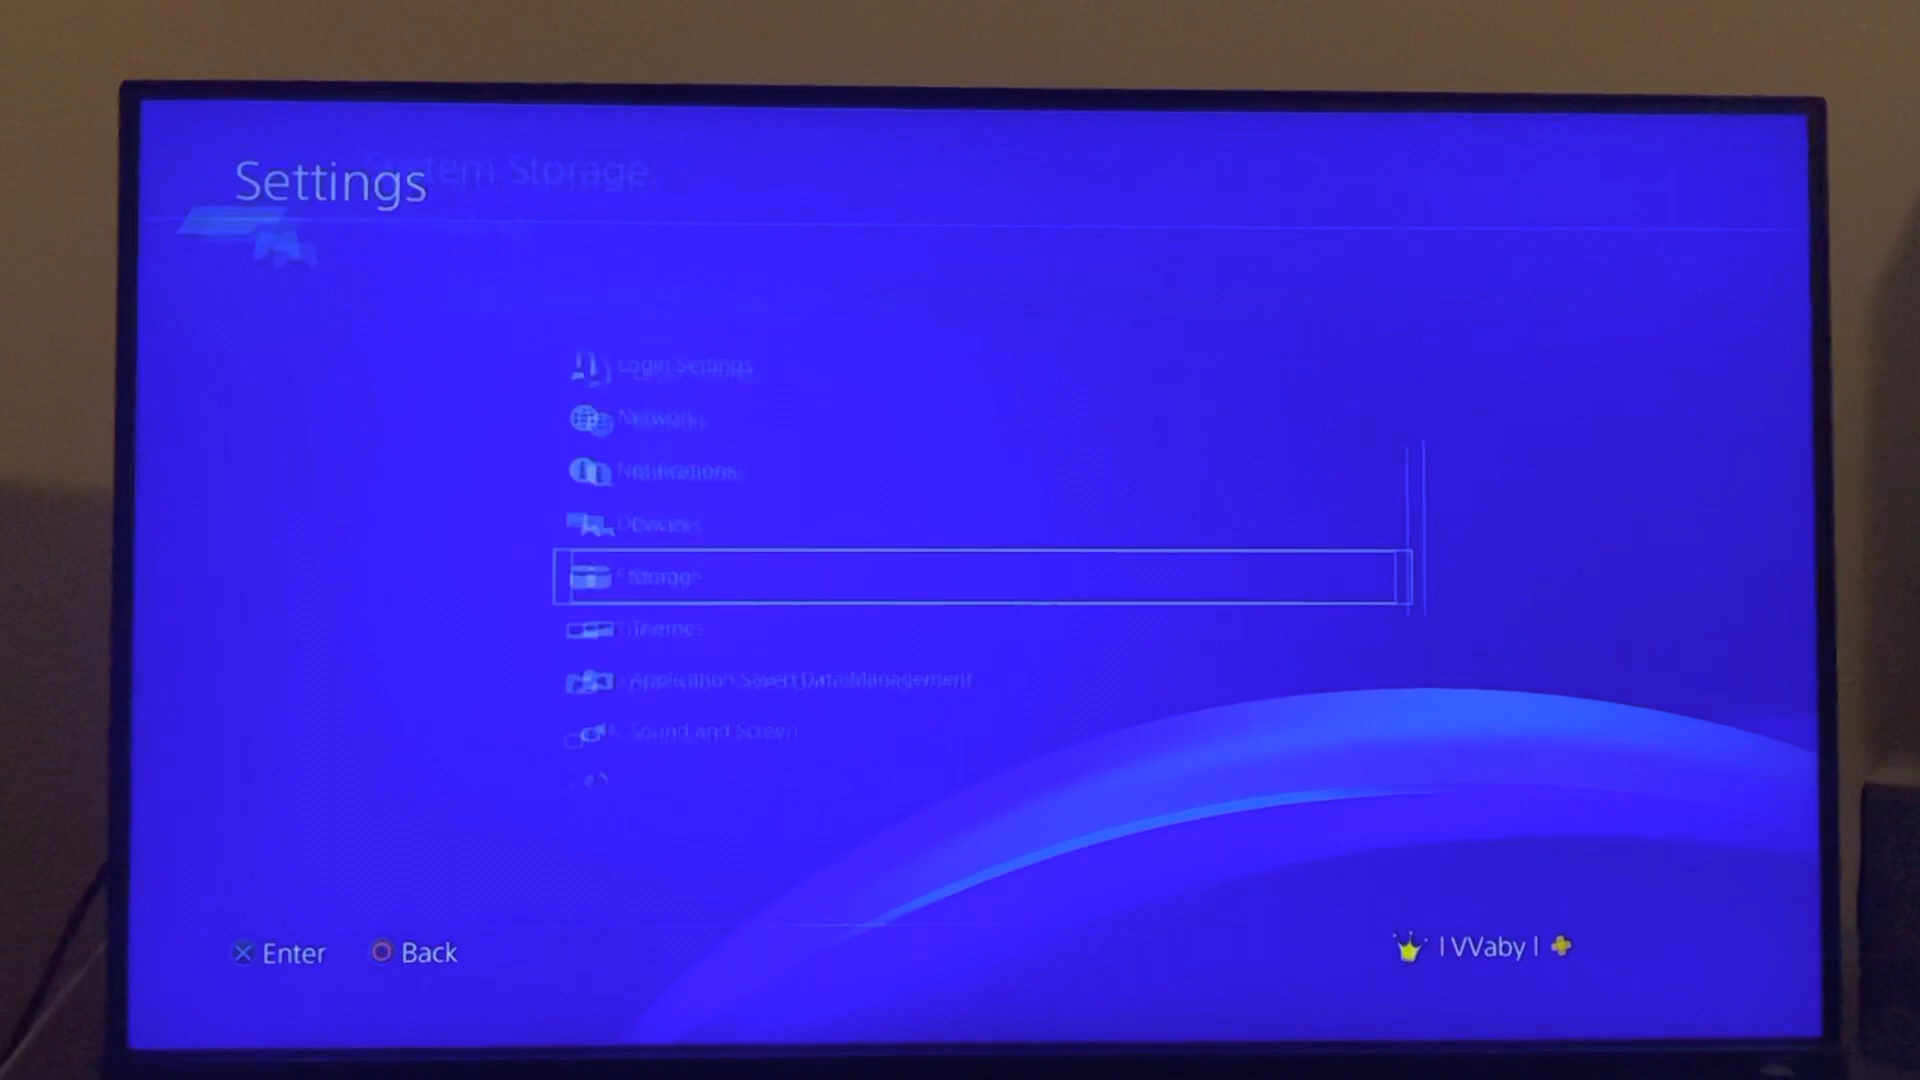 Settings
System Storage
Login Settings
Network
Notifications
Devices
Storage
Themes
Application Saved Data Management
Sound and Screen
Enter
Back
I VVaby I